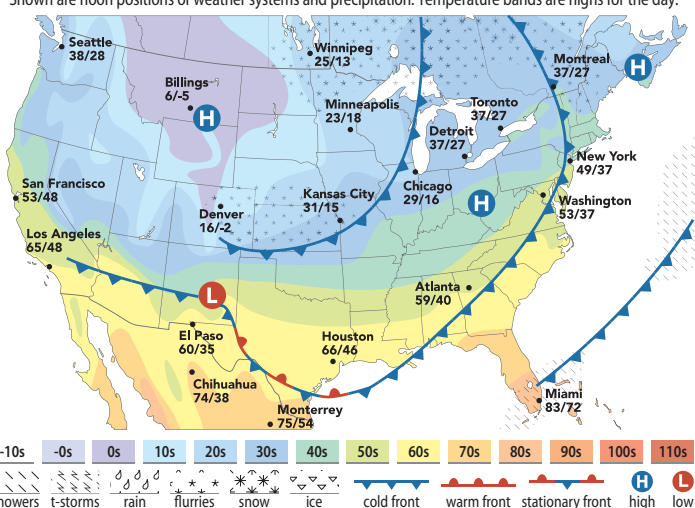 Shown are noon positions of weather systems and precipitation. Temperature bands are highs for the day.
Seattle
38/28
Winnipeg
25/13
Billings
6/-5
H
Montreal
37/27
H
Minneapolis
23/18
Toronto
37/27
Detroit
37/27
New York
49/37
San Francisco
53/48
Denver
16/-2
Kansas City
31/15
Chicago
29/16
H
Washington
53/37
Los Angeles
65/48
L
Atlanta
59/40
El Paso
60/35
Houston
66/46
Chihuahua
74/38
Monterrey
75/54
Miami
83/72
-10s -0s 0s 10s 20s 30s 40s 50s 60s 70s 80s 90s 100s 110s
H L
howers t-storms rain flurries snow ice cold front warm front stationary front high low